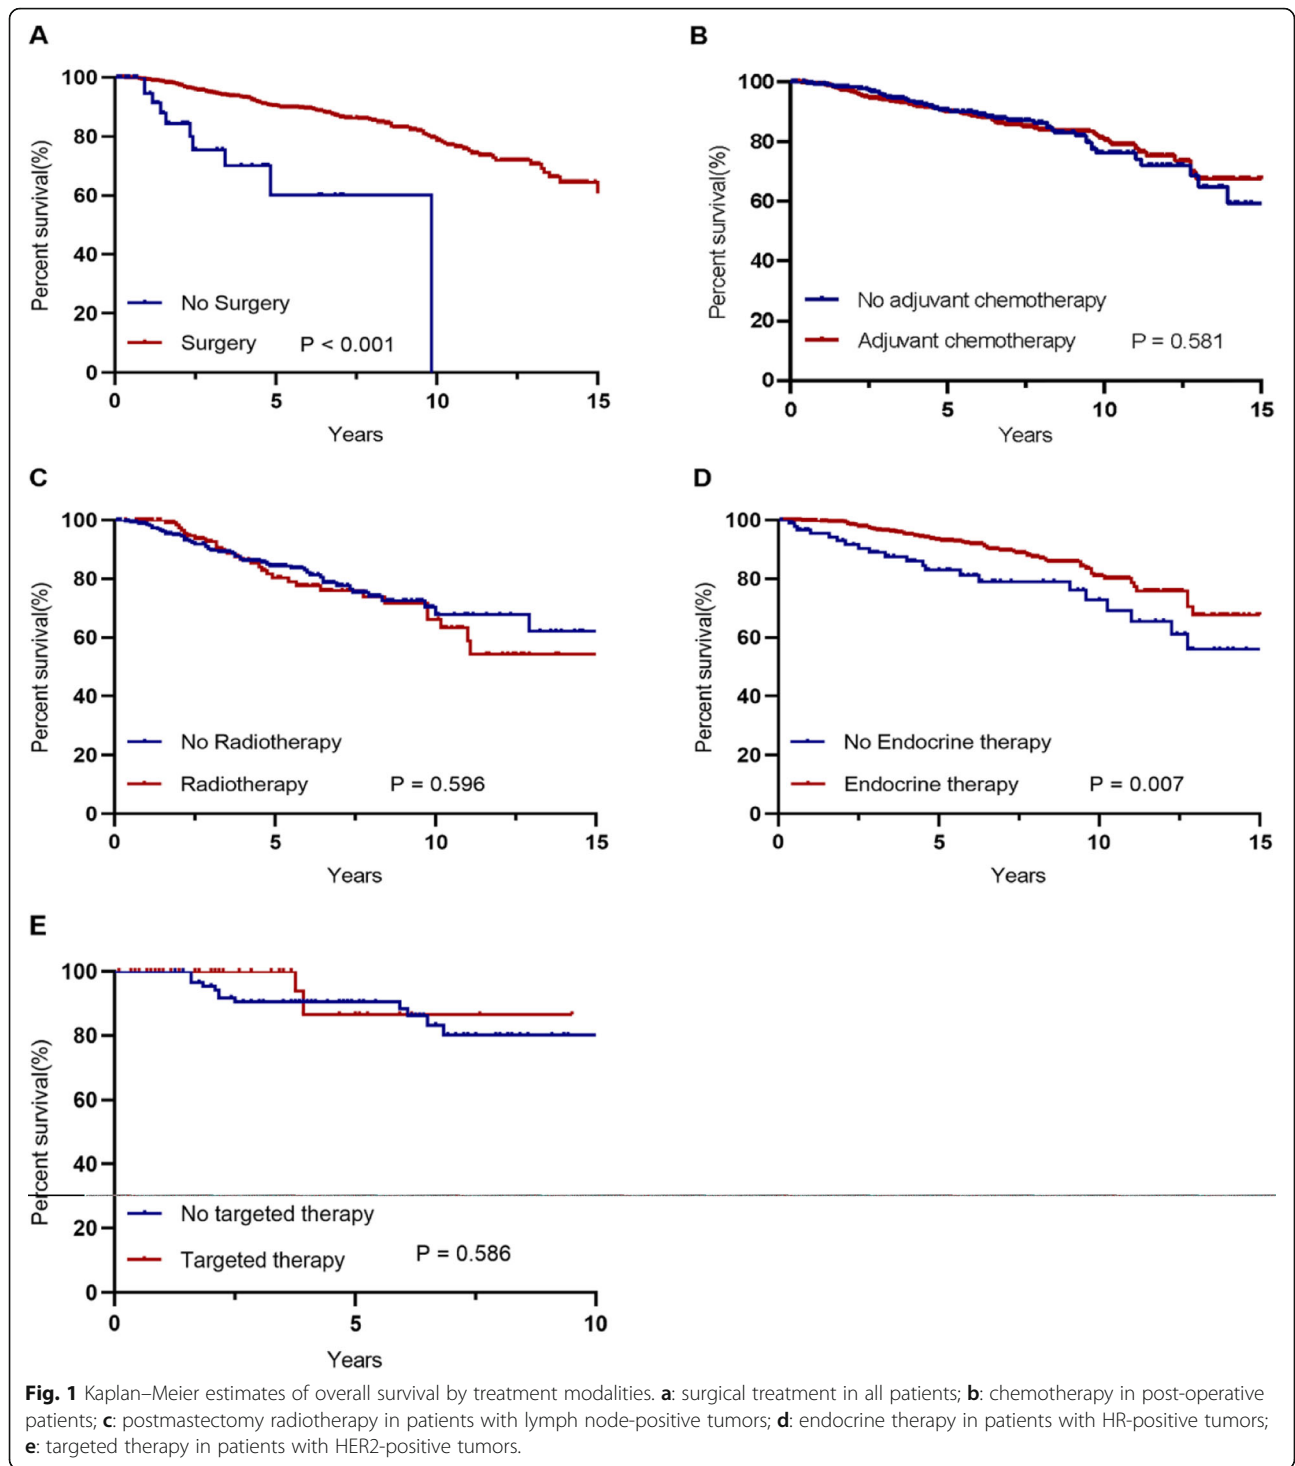 A
Percent survival(%)
100
80
60
40
20
0
No Surgery
Surgery
P < 0.001
0 5 10 15
Years
B
Percent survival(%)
100
80
60
40
20
0
No adjuvant chemotherapy
Adjuvant chemotherapy
P = 0.581
0 5 10 15
Years
C
Percent survival(%)
100
80
60
40
20
0
No Radiotherapy
Radiotherapy
P = 0.596
0 5 10 15
Years
D
Percent survival(%)
100
80
60
40
20
0
No Endocrine therapy
Endocrine therapy
P = 0.007
0 5 10 15
Years
E
Percent survival(%)
100
80
60
40
20
0
No targeted therapy
Targeted therapy
P = 0.586
0 5 10
Years
Fig. 1 Kaplan–Meier estimates of overall survival by treatment modalities. a: surgical treatment in all patients; b: chemotherapy in post-operative
patients; c: postmastectomy radiotherapy in patients with lymph node-positive tumors; d: endocrine therapy in patients with HR-positive tumors;
e: targeted therapy in patients with HER2-positive tumors.